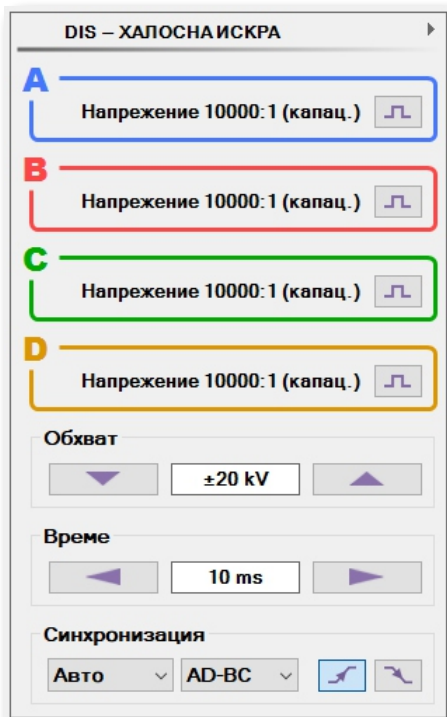 DIS – ХАЛОСНА ИСКРА
A
Напрежение 10000:1 (капац.)
B
Напрежение 10000:1 (капац.)
C
Напрежение 10000:1 (капац.)
D
Напрежение 10000:1 (капац.)
Обхват
±20 kV
Време
10 ms
Синхронизация
Авто AD-BC